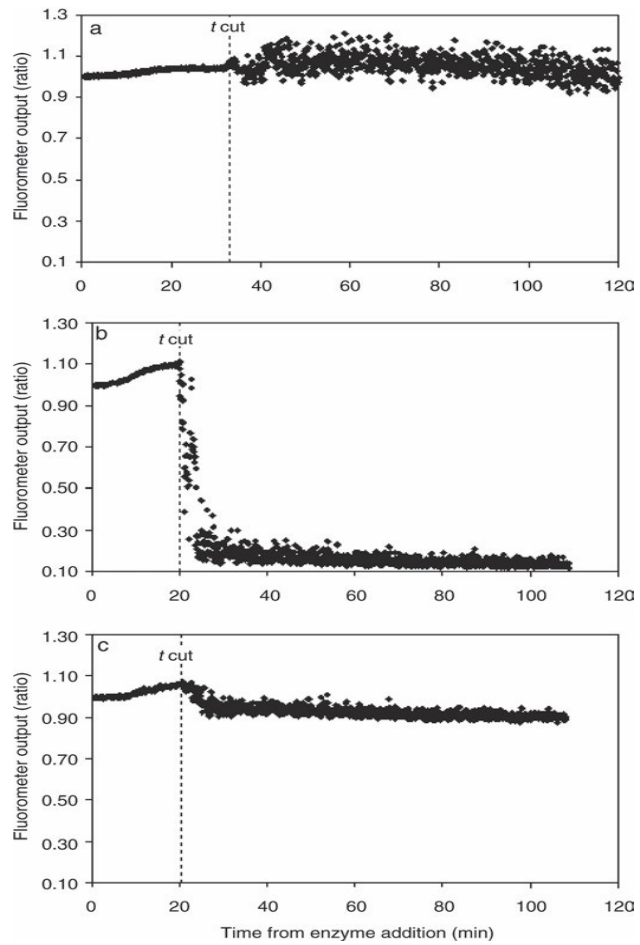 1.3
a
t cut
1.1
0.9
0.7
0.5
0.3
0.1
Fluorometer output (ratio)
0 20 40 60 80 100 120
1.30
b
t cut
1.10
0.90
0.70
0.50
0.30
0.10
Fluorometer output (ratio)
0 20 40 60 80 100 120
1.30
c
t cut
1.10
0.90
0.70
0.50
0.30
0.10
Fluorometer output (ratio)
0 20 40 60 80 100 120
Time from enzyme addition (min)